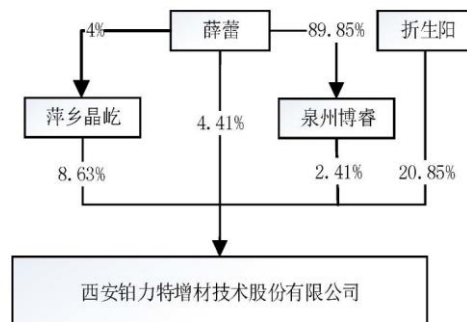 4%
薛蕾
89.85%
折生阳
萍乡晶屹
4.41%
泉州博睿
8.63%
2.41%
20.85%
西安铂力特增材技术股份有限公司